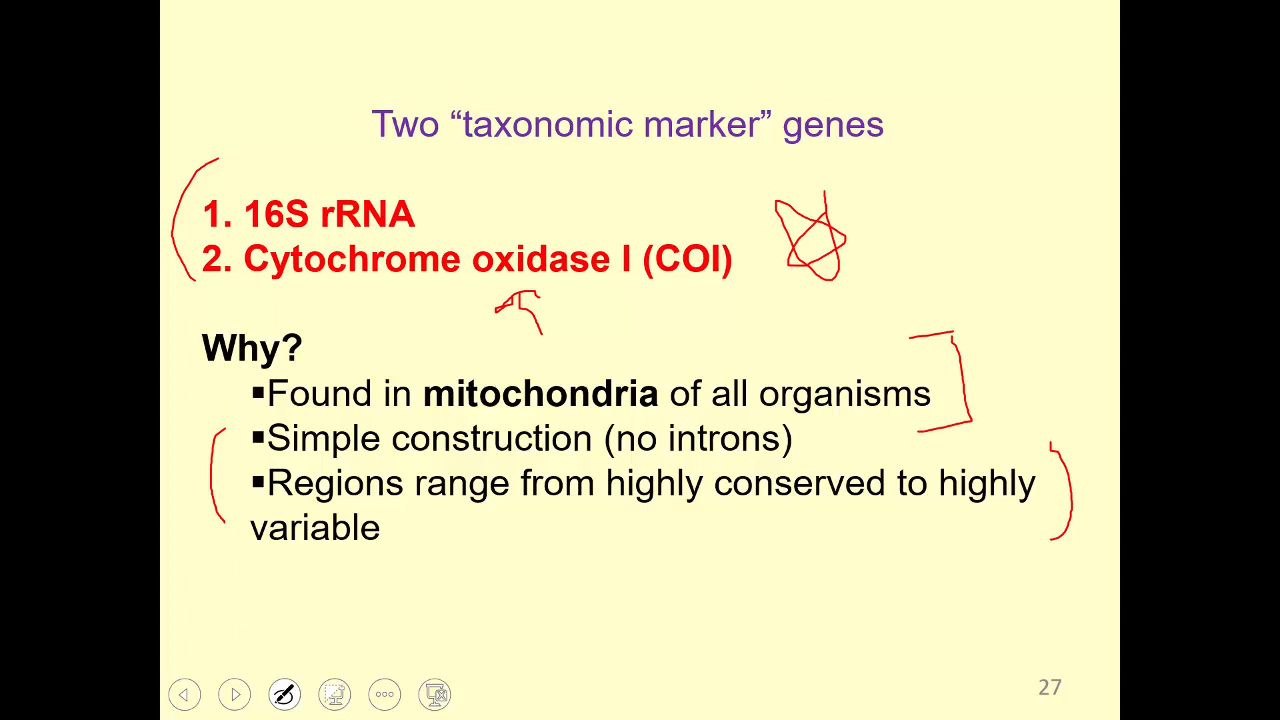 Two “taxonomic marker” genes
1. 16S rRNA
2. Cytochrome oxidase I (COI)
Why?
▪Found in mitochondria of all organisms
▪Simple construction (no introns)
▪Regions range from highly conserved to highly
variable
27